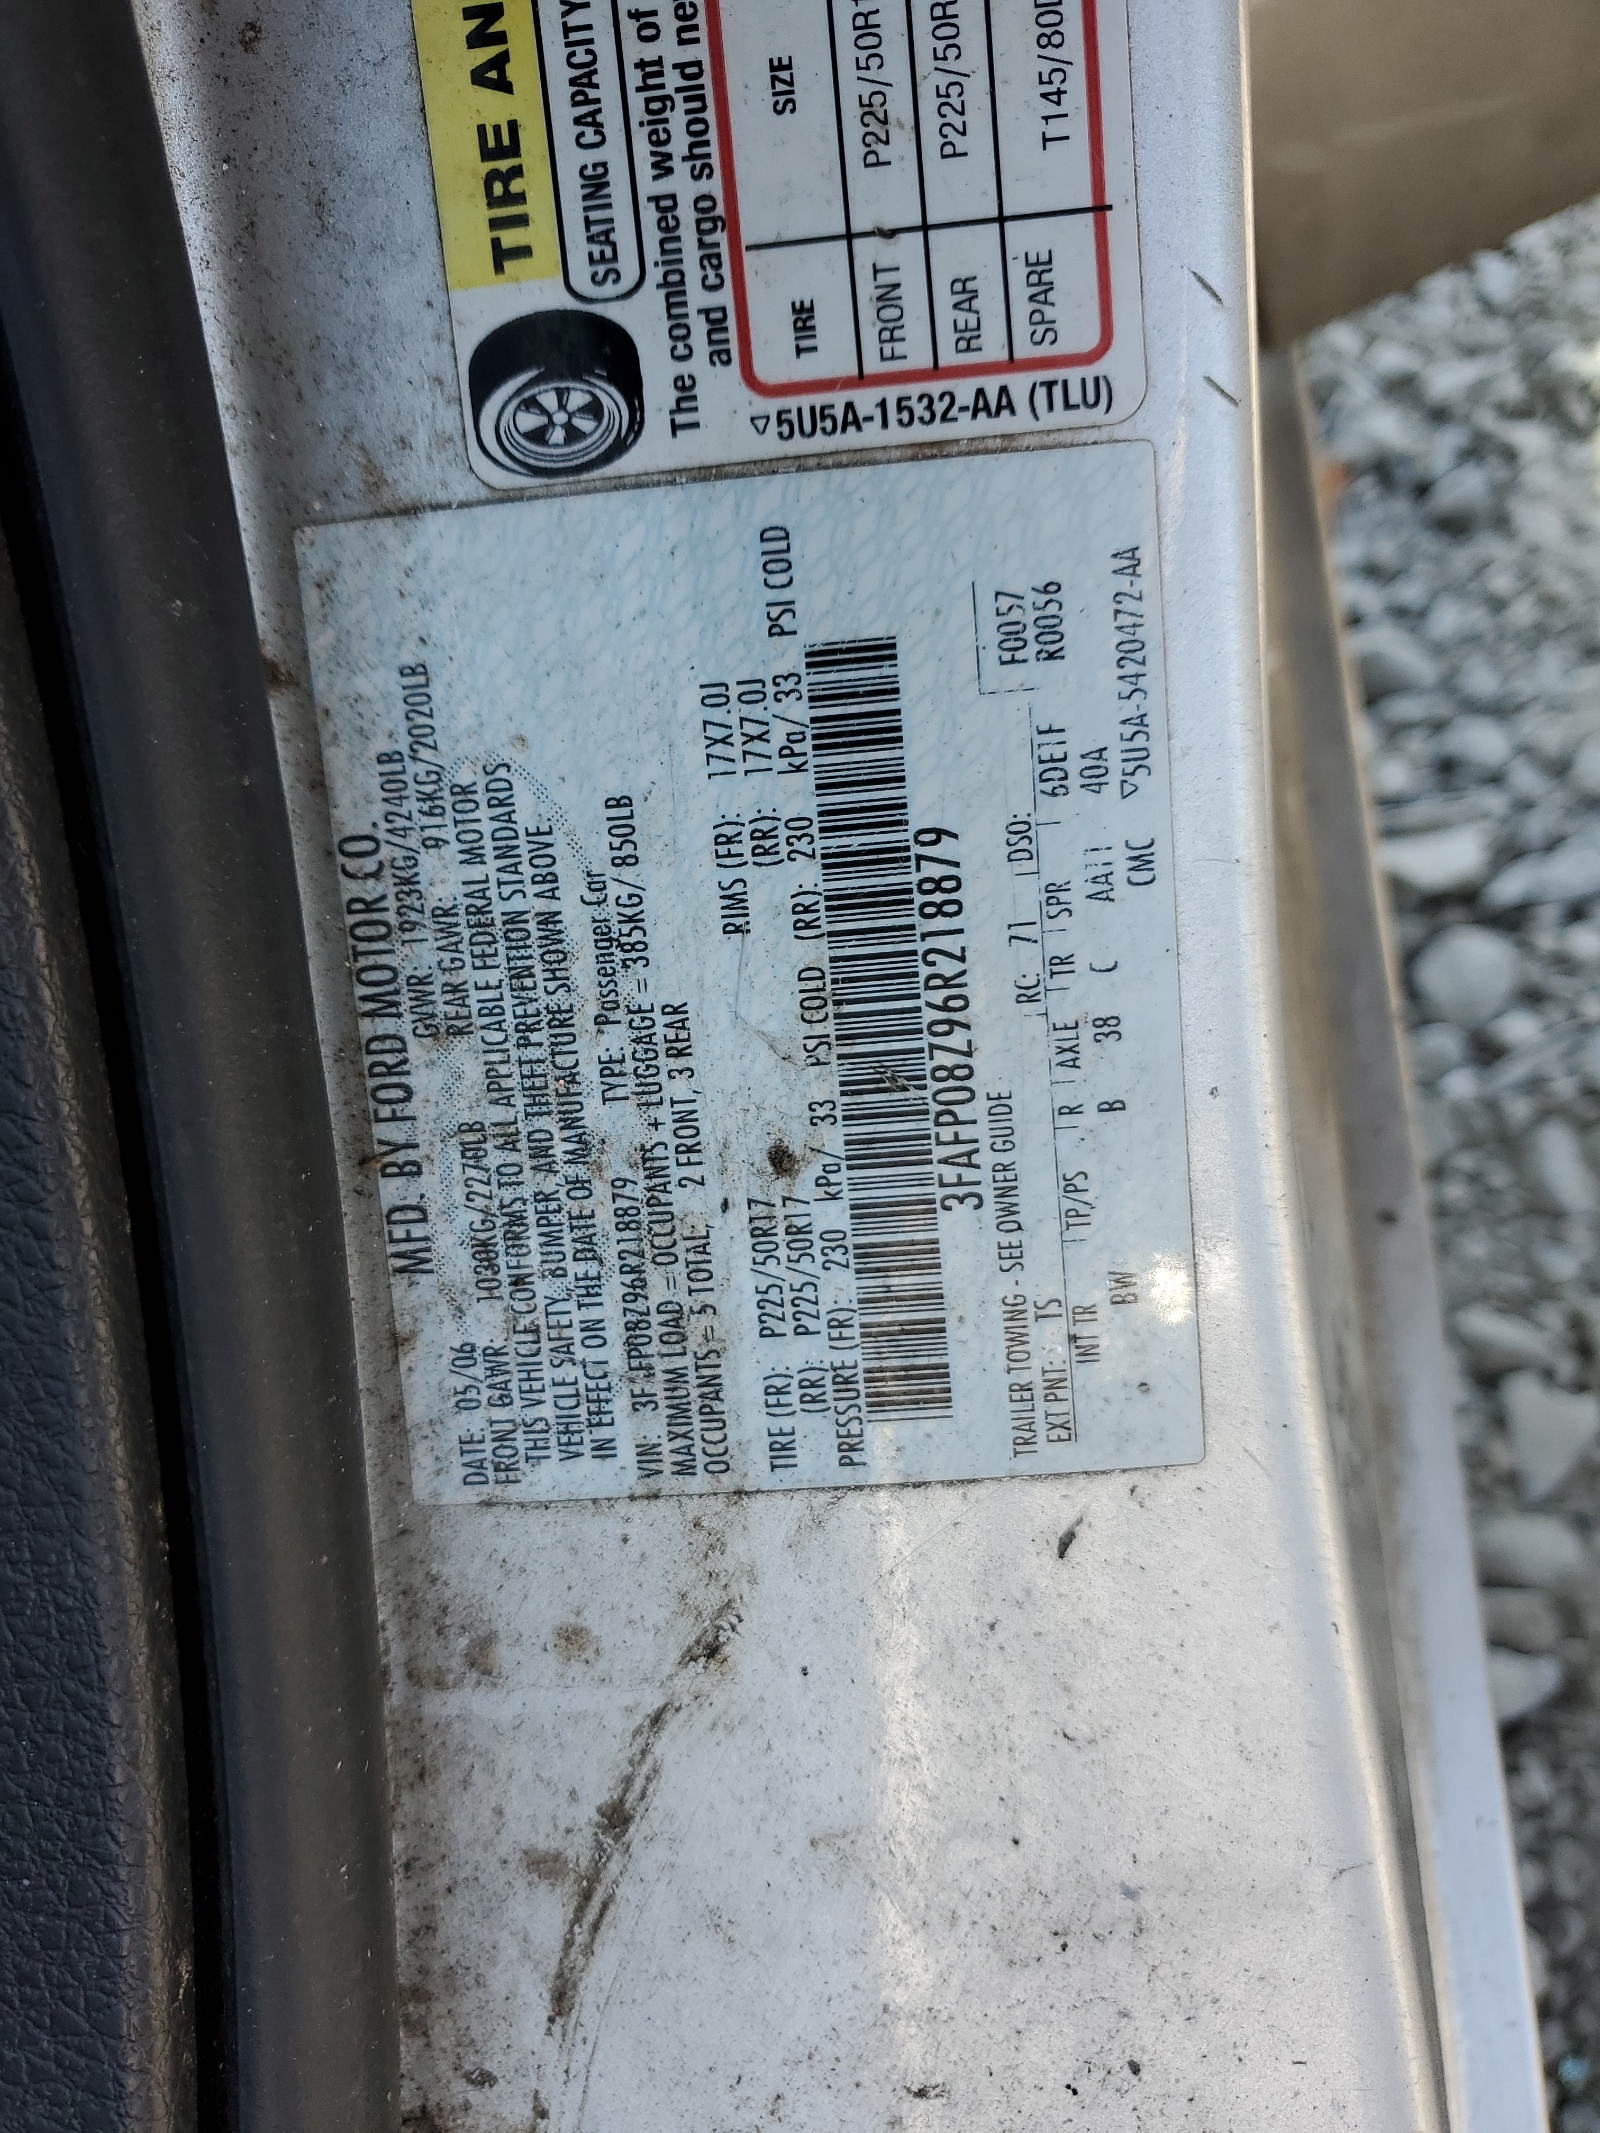 MFD. BY FORD MOTOR CO.
DATE: 05/06 GVWR: 1923KG/4240LB
FRONT GAWR: 1030KG/2270LB REAR GAWR: 916KG/2020LB
THIS VEHICLE CONFORMS TO ALL APPLICABLE FEDERAL MOTOR
VEHICLE SAFETY, BUMPER, AND THEFT PREVENTION STANDARDS
IN EFFECT ON THE DATE OF MANUFACTURE SHOWN ABOVE.
VIN: 3FAFP08Z96R218879 TYPE: Passenger Car
MAXIMUM LOAD = OCCUPANTS + LUGGAGE = 385KG/ 850LB
OCCUPANTS = 5 TOTAL; 2 FRONT, 3 REAR
TIRE (FR): P225/50R17 RIMS (FR): 17X7.0J
(RR): P225/50R17 (RR): 17X7.0J
PRESSURE (FR): 230 kPa/ 33 PSI COLD (RR): 230 kPa/ 33 PSI COLD
3FAFP08Z96R218879
TRAILER TOWING - SEE OWNER GUIDE
EXT PNT: TS RC: 71 DSO: F0057
INT TR TP/PS R AXLE TR SPR 6DE1F R0056
BW B 38 C AA11 40A
CMC ▽5U5A-5420472-AA
TIRE AN
SEATING CAPACITY
The combined weight of
and cargo should ne
TIRE SIZE
FRONT P225/50R1
REAR P225/50R
SPARE T145/80D
▽5U5A-1532-AA (TLU)